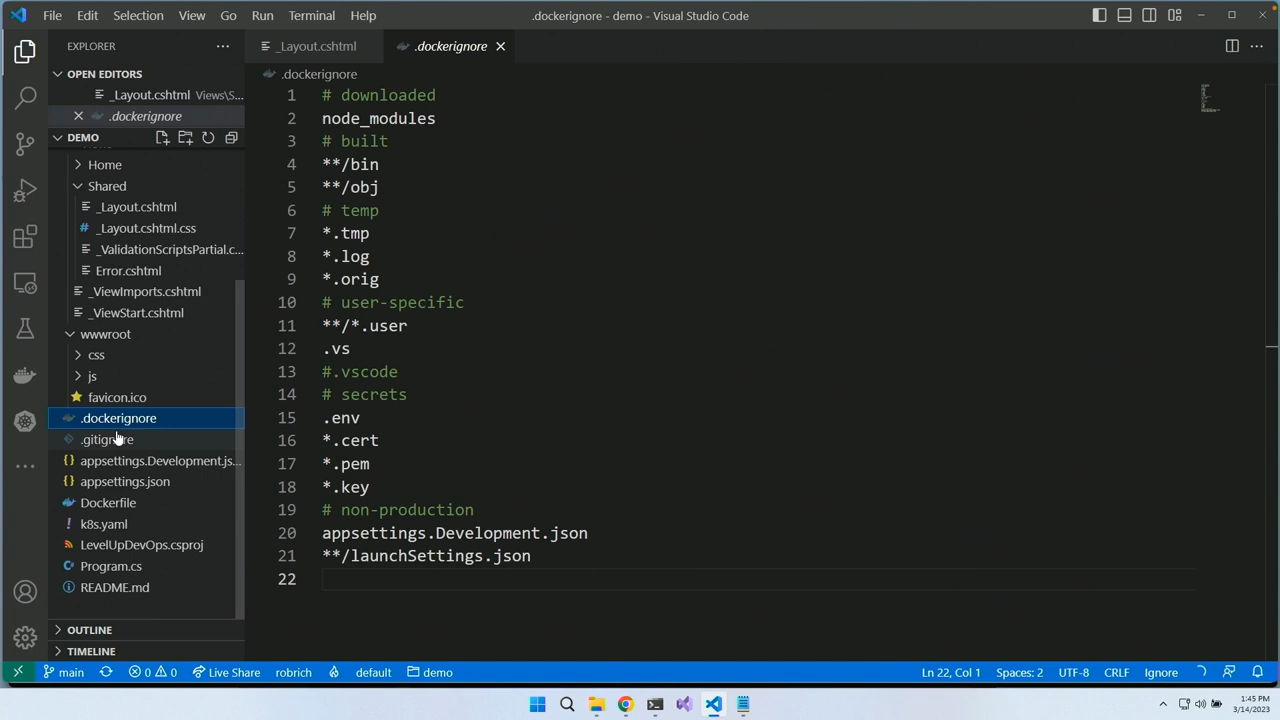 File Edit Selection View Go Run Terminal Help
.dockerignore - demo - Visual Studio Code
EXPLORER
OPEN EDITORS
_Layout.cshtml Views\S...
.dockerignore
DEMO
Home
Shared
_Layout.cshtml
_Layout.cshtml.css
_ValidationScriptsPartial.c...
Error.cshtml
_ViewImports.cshtml
_ViewStart.cshtml
wwwroot
css
js
favicon.ico
.dockerignore
.gitignore
appsettings.Development.js...
appsettings.json
Dockerfile
k8s.yaml
LevelUpDevOps.csproj
Program.cs
README.md
OUTLINE
TIMELINE
_Layout.cshtml .dockerignore
.dockerignore
1 # downloaded
2 node_modules
3 # built
4 **/bin
5 **/obj
6 # temp
7 *.tmp
8 *.log
9 *.orig
10 # user-specific
11 **/*.user
12 .vs
13 #.vscode
14 # secrets
15 .env
16 *.cert
17 *.pem
18 *.key
19 # non-production
20 appsettings.Development.json
21 **/launchSettings.json
22
main 0 0 Live Share robrich default demo
Ln 22, Col 1 Spaces: 2 UTF-8 CRLF Ignore
1:45 PM
3/14/2023